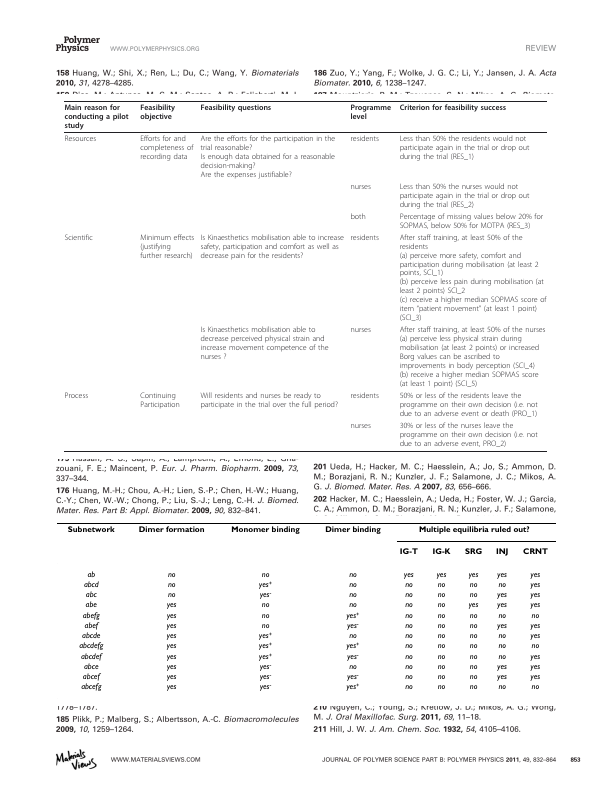 Polymer
Physics WWW.POLYMERPHYSICS.ORG REVIEW
158 Huang, W.; Shi, X.; Ren, L.; Du, C.; Wang, Y. Biomaterials
2010, 31, 4278–4285.
186 Zuo, Y.; Yang, F.; Wolke, J. G. C.; Li, Y.; Jansen, J. A. Acta
Biomater. 2010, 6, 1238–1247.
Main reason for conducting a pilot study | Feasibility objective | Feasibility questions | Programme level | Criterion for feasibility success
Resources
Efforts for and
completeness of
recording data
Are the efforts for the participation in the
trial reasonable?
Is enough data obtained for a reasonable
decision-making?
Are the expenses justifiable?
residents
Less than 50% the residents would not
participate again in the trial or drop out
during the trial (RES_1)
nurses
Less than 50% the nurses would not
participate again in the trial or drop out
during the trial (RES_2)
both
Percentage of missing values below 20% for
SOPMAS, below 50% for MOTPA (RES_3)
Scientific
Minimum effects
(justifying
further research)
Is Kinaesthetics mobilisation able to increase
safety, participation and comfort as well as
decrease pain for the residents?
residents
After staff training, at least 50% of the
residents
(a) perceive more safety, comfort and
participation during mobilisation (at least 2
points, SCI_1)
(b) perceive less pain during mobilisation (at
least 2 points) SCI_2
(c) receive a higher median SOPMAS score of
item "patient movement" (at least 1 point)
(SCI_3)
Is Kinaesthetics mobilisation able to
decrease perceived physical strain and
increase movement competence of the
nurses ?
nurses
After staff training, at least 50% of the nurses
(a) perceive less physical strain during
mobilisation (at least 2 points) or increased
Borg values can be ascribed to
improvements in body perception (SCI_4)
(b) receive a higher median SOPMAS score
(at least 1 point) (SCI_5)
Process
Continuing
Participation
Will residents and nurses be ready to
participate in the trial over the full period?
residents
50% or less of the residents leave the
programme on their own decision (i.e. not
due to an adverse event or death (PRO_1)
nurses
30% or less of the nurses leave the
programme on their own decision (i.e. not
due to an adverse event, PRO_2)
zouani, F. E.; Maincent, P. Eur. J. Pharm. Biopharm. 2009, 73,
337–344.
176 Huang, M.-H.; Chou, A.-H.; Lien, S.-P.; Chen, H.-W.; Huang,
C.-Y.; Chen, W.-W.; Chong, P.; Liu, S.-J.; Leng, C.-H. J. Biomed.
Mater. Res. Part B: Appl. Biomater. 2009, 90, 832–841.
201 Ueda, H.; Hacker, M. C.; Haesslein, A.; Jo, S.; Ammon, D.
M.; Borazjani, R. N.; Kunzler, J. F.; Salamone, J. C.; Mikos, A.
G. J. Biomed. Mater. Res. A 2007, 83, 656–666.
202 Hacker, M. C.; Haesslein, A.; Ueda, H.; Foster, W. J.; Garcia,
C. A.; Ammon, D. M.; Borazjani, R. N.; Kunzler, J. F.; Salamone,
Subnetwork Dimer formation Monomer binding Dimer binding Multiple equilibria ruled out?
IG-T IG-K SRG INJ CRNT
ab no no no yes yes yes yes yes
abcd no yes+ no no no no no yes
abc no yes- no no no no yes yes
abe yes no no no no yes yes yes
abefg yes no yes+ no no no no no
abef yes no yes- no no no yes yes
abcde yes yes+ no no no no no yes
abcdefg yes yes+ yes+ no no no no no
abcdef yes yes+ yes- no no no no yes
abce yes yes- no no no no yes yes
abcef yes yes- yes- no no no yes yes
abcefg yes yes- yes+ no no no no no
1778–1787.
185 Plikk, P.; Malberg, S.; Albertsson, A.-C. Biomacromolecules
2009, 10, 1259–1264.
210 Nguyen, C.; Young, S.; Kretlow, J. D.; Mikos, A. G.; Wong,
M. J. Oral Maxillofac. Surg. 2011, 69, 11–18.
211 Hill, J. W. J. Am. Chem. Soc. 1932, 54, 4105–4106.
Materials
Views WWW.MATERIALSVIEWS.COM JOURNAL OF POLYMER SCIENCE PART B: POLYMER PHYSICS 2011, 49, 832–864 853